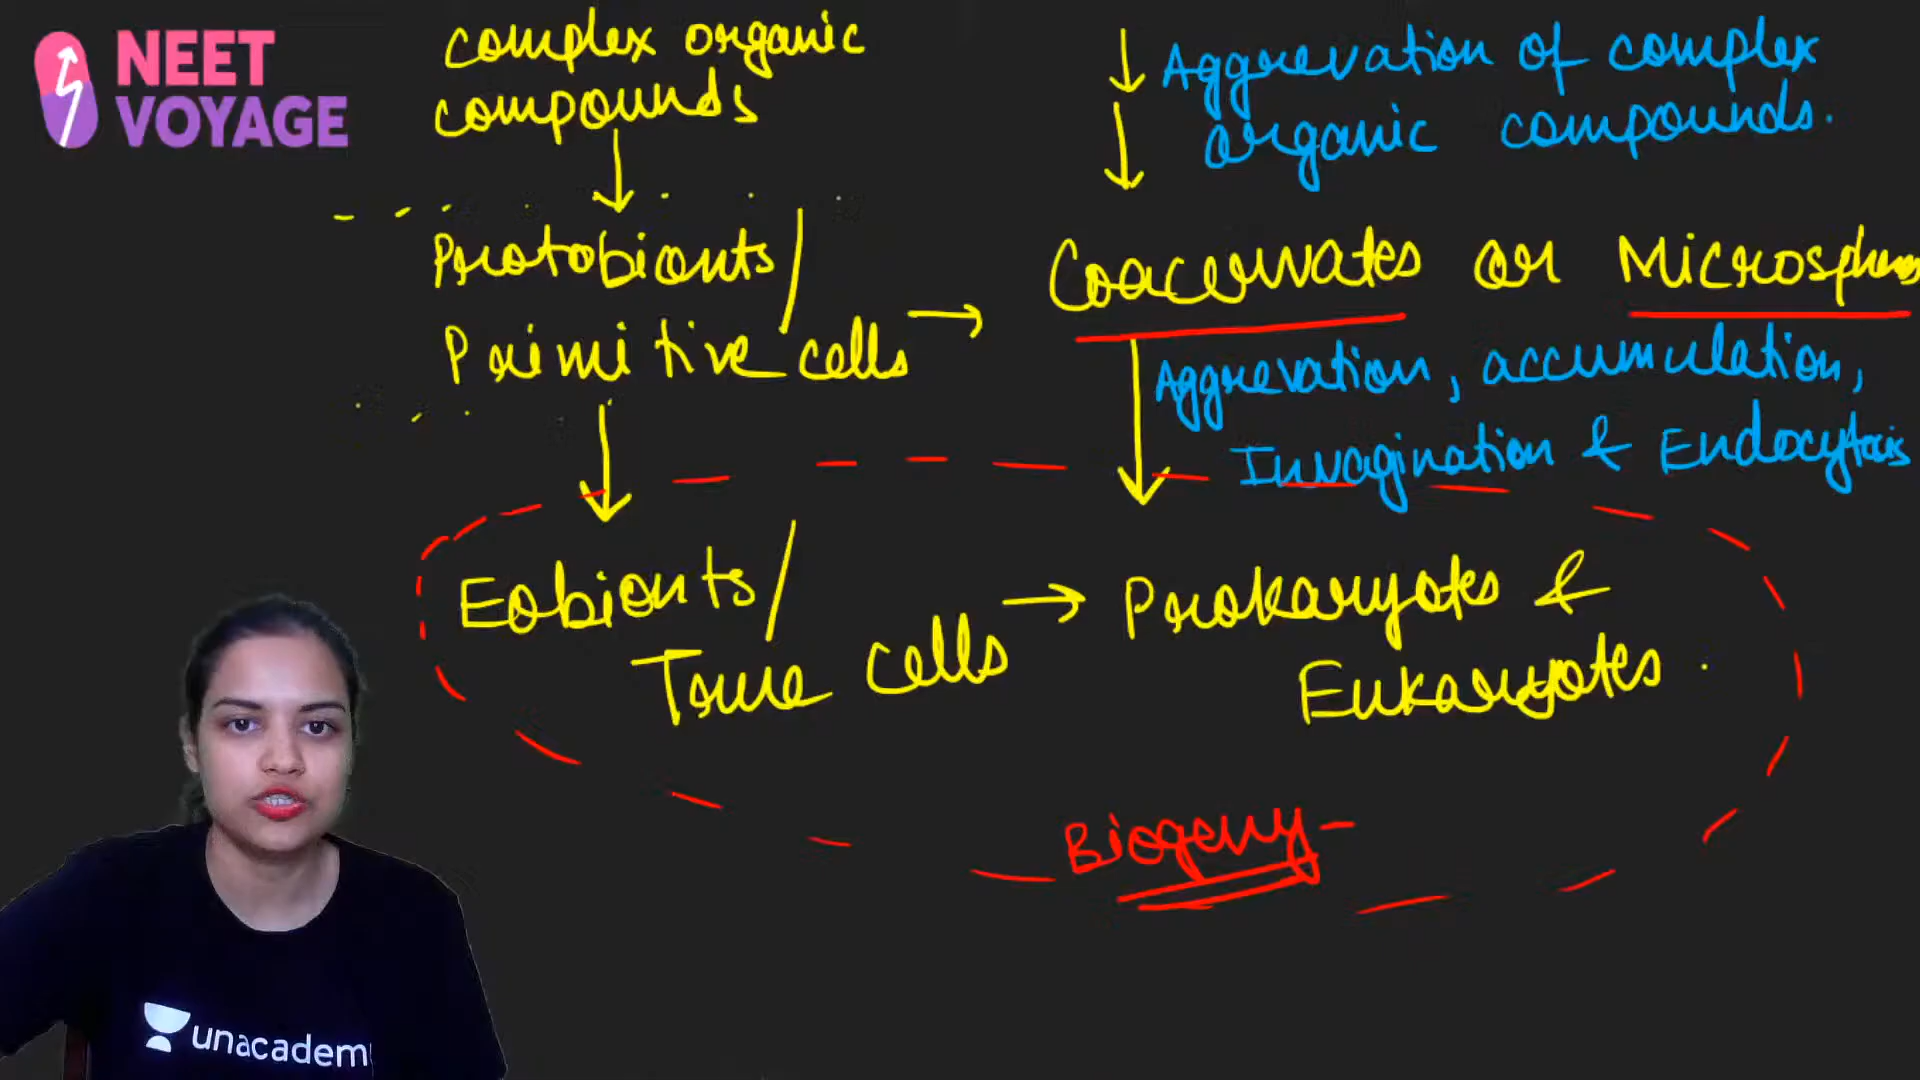 NEET
VOYAGE
complex organic
compounds
Aggrevation of complex
organic compounds.
Protobionts/
Primitive cells →
Coacervates or Microspheres
Aggrevation, accumulation,
Invagination & Endocytosis
Eobionts/
True cells →
Prokaryotes &
Eukaryotes.
Biogeny
unacadem